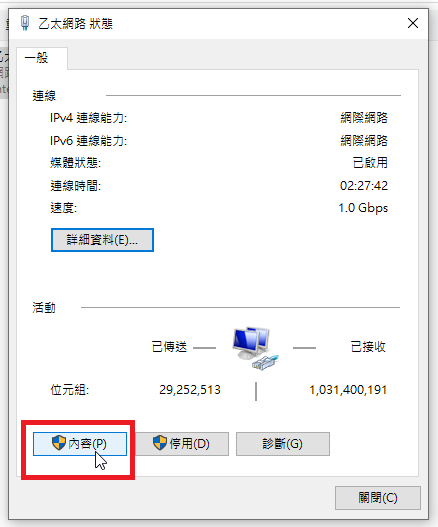 乙太網路 狀態
一般
連線
IPv4 連線能力: 網際網路
IPv6 連線能力: 網際網路
媒體狀態: 已啟用
連線時間: 02:27:42
速度: 1.0 Gbps
詳細資料(E)...
活動
已傳送 已接收
位元組: 29,252,513 1,031,400,191
內容(P) 停用(D) 診斷(G)
關閉(C)